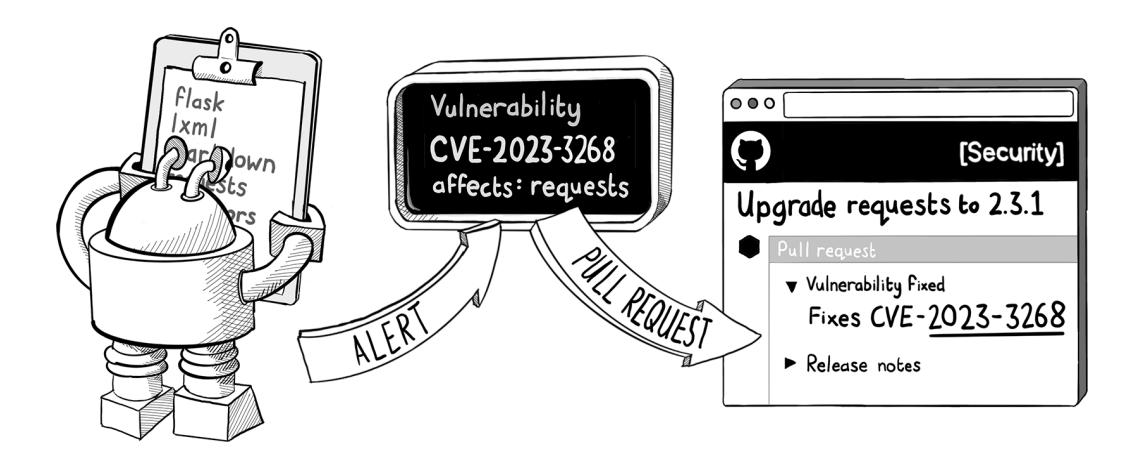 flask
lxml
Vulnerability
CVE-2023-3268
affects: requests
ALERT
PULL REQUEST
[Security]
Upgrade requests to 2.3.1
Pull request
▼ Vulnerability fixed
Fixes CVE-2023-3268
► Release notes